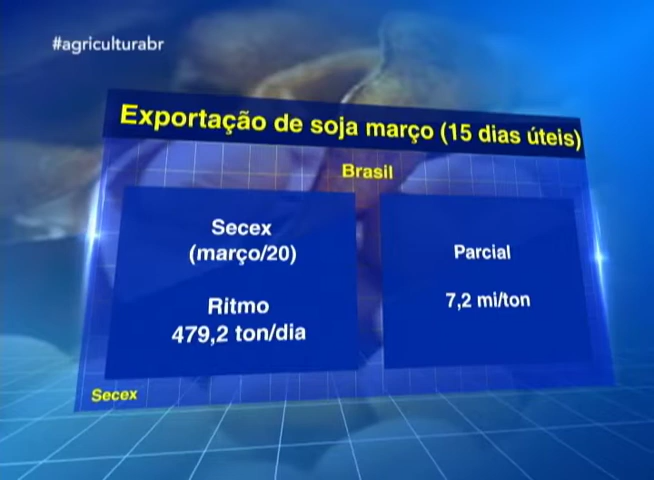 #agriculturabr
Exportação de soja março (15 dias úteis)
Brasil
Secex
(março/20)
Ritmo
479,2 ton/dia
Parcial
7,2 mi/ton
Secex